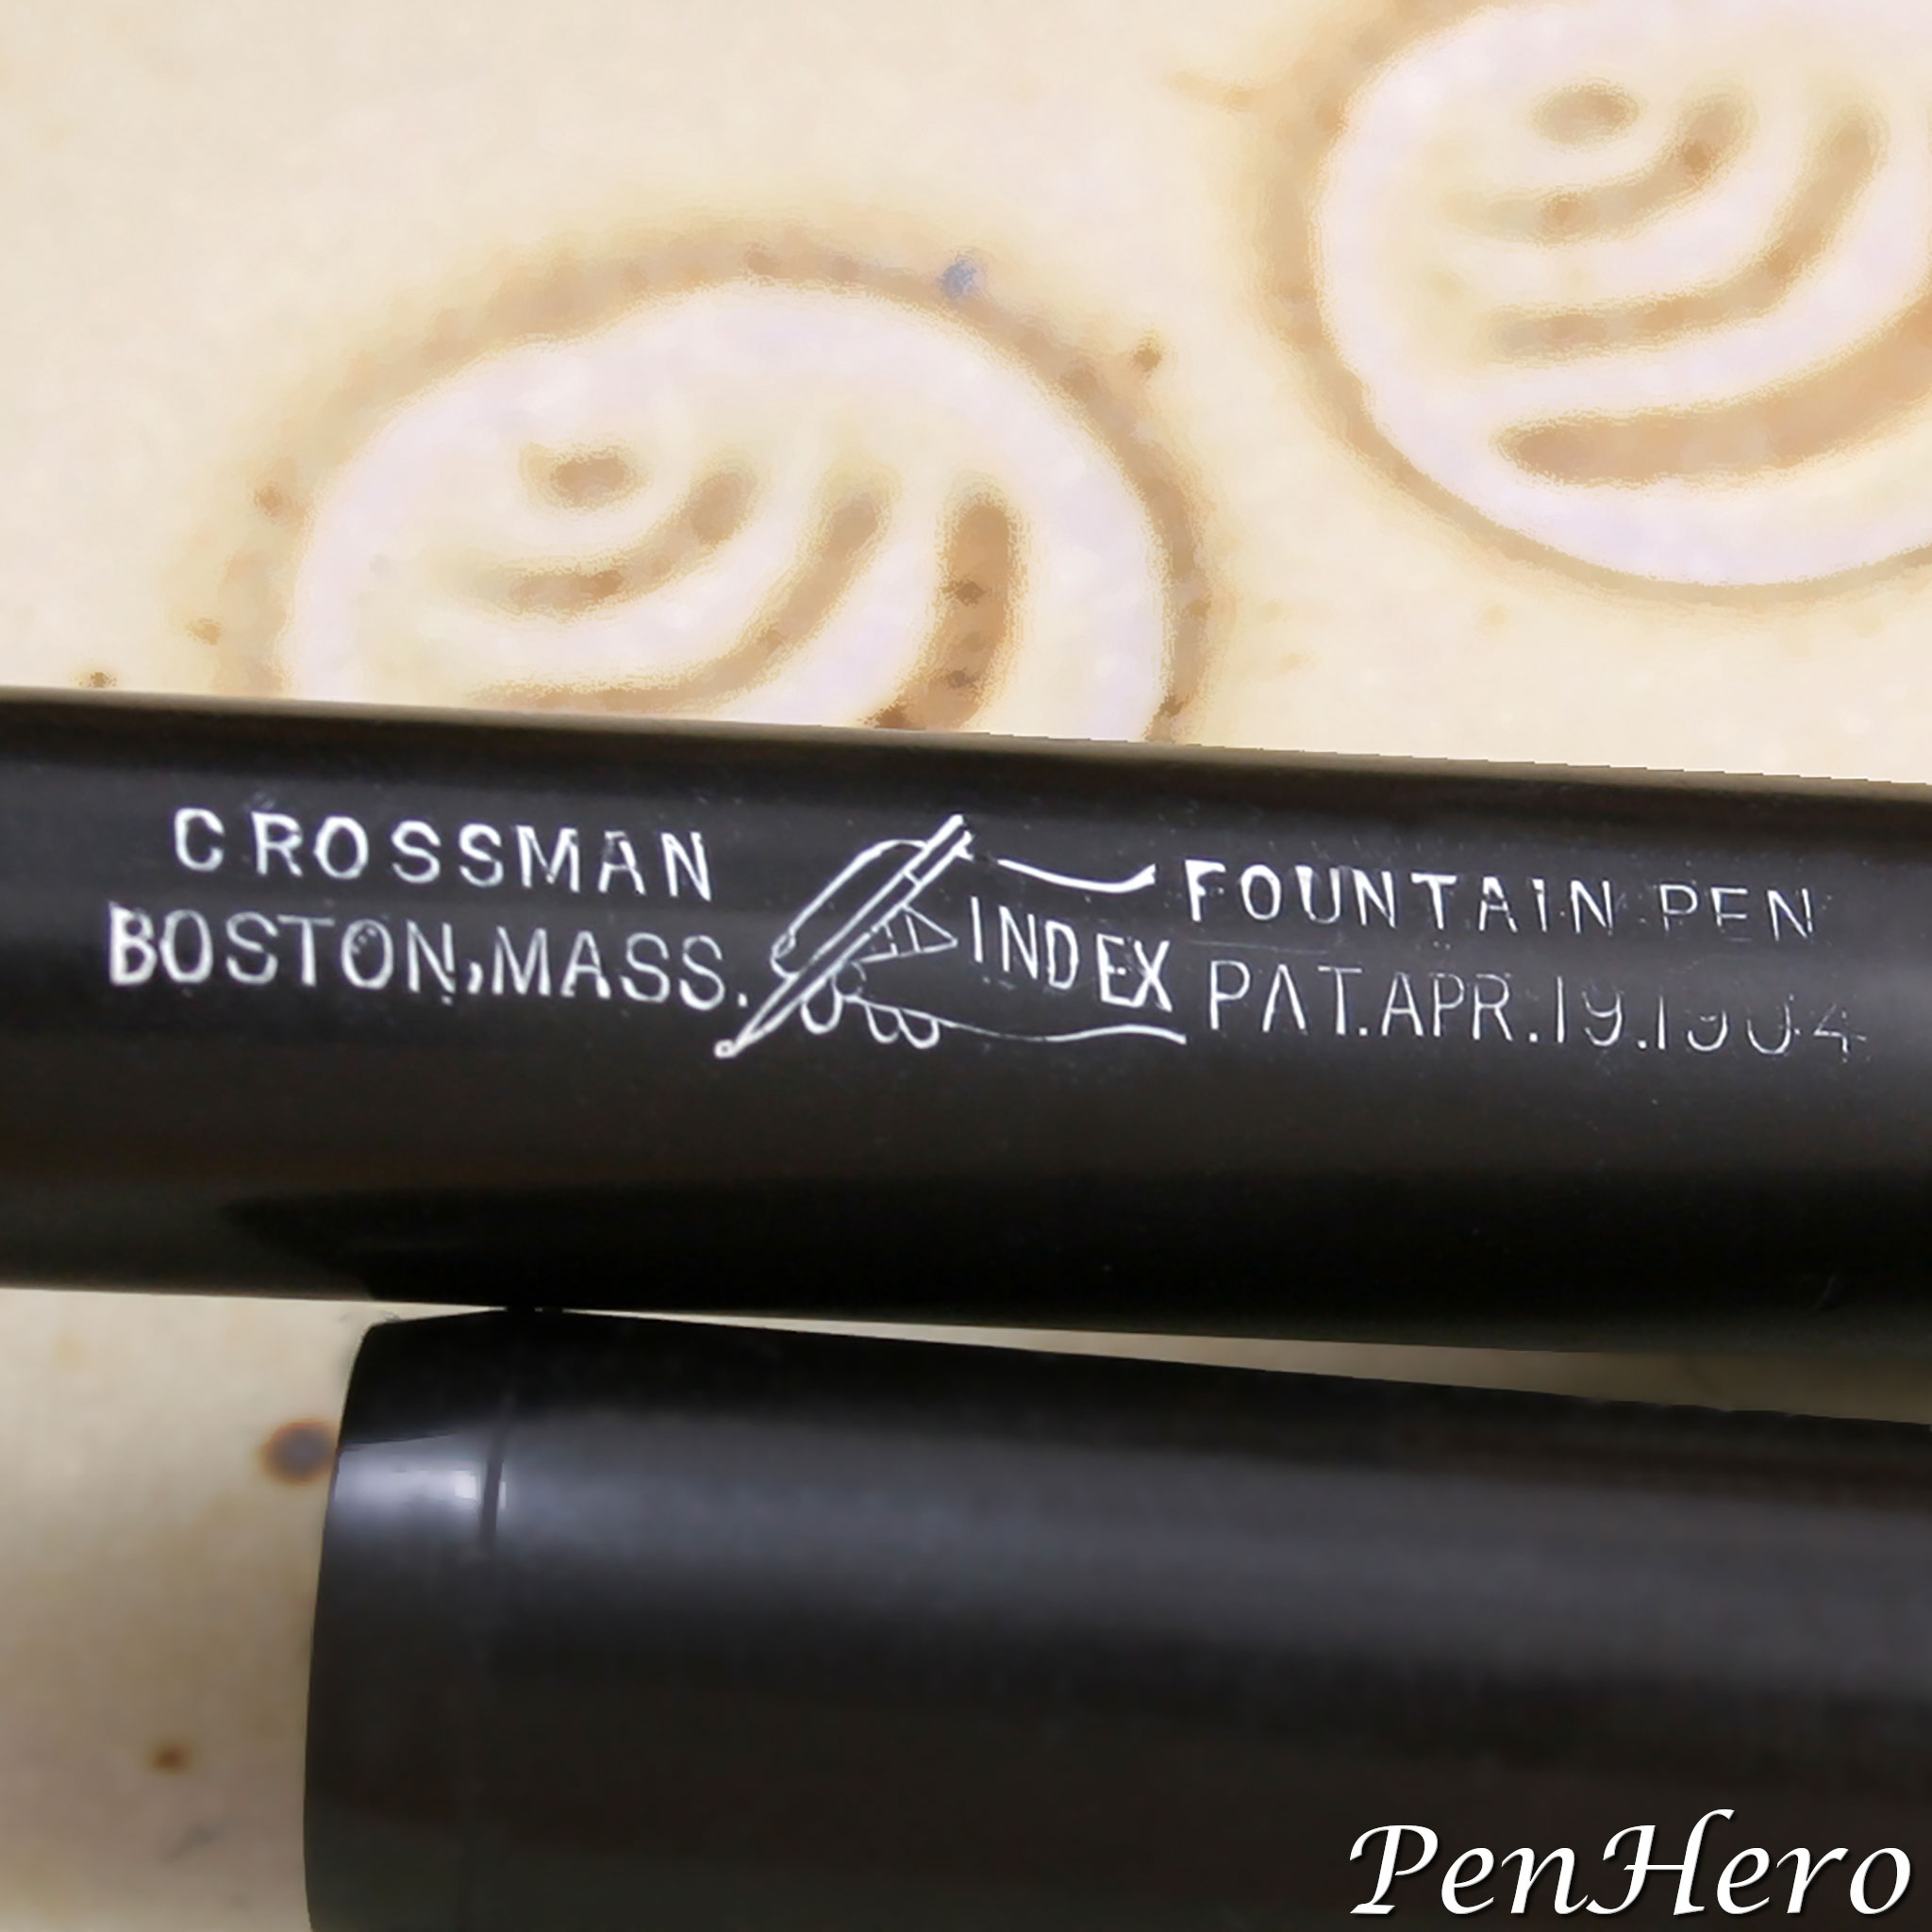 CROSSMAN
BOSTON, MASS.
INDEX
FOUNTAIN PEN
PAT. APR. 19. 1904
PenHero